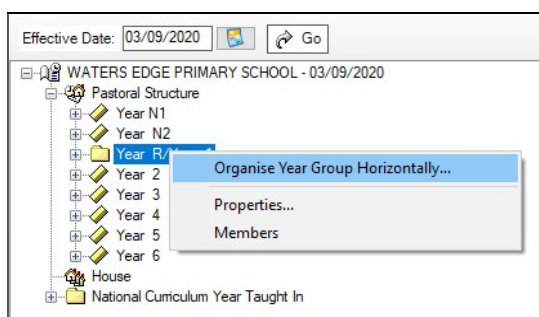 Effective Date: 03/09/2020 Go
WATERS EDGE PRIMARY SCHOOL - 03/09/2020
Pastoral Structure
Year N1
Year N2
Year R/
Organise Year Group Horizontally...
Year 2
Year 3
Properties...
Year 4
Year 5
Members
Year 6
House
National Curriculum Year Taught In